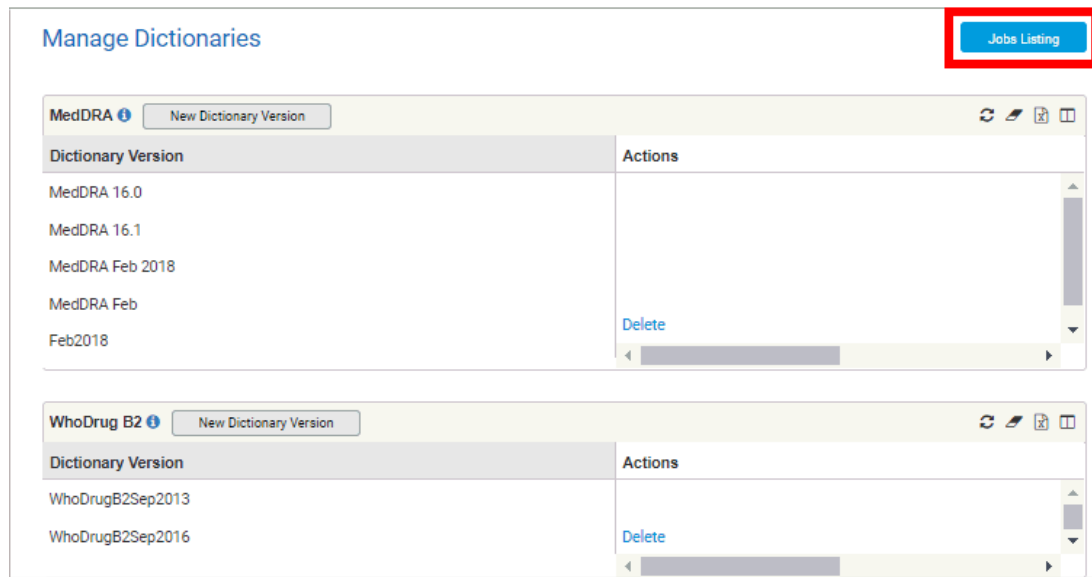 Manage Dictionaries
Jobs Listing
MedDRA
New Dictionary Version
Dictionary Version
Actions
MedDRA 16.0
MedDRA 16.1
MedDRA Feb 2018
MedDRA Feb
Delete
Feb2018
WhoDrug B2
New Dictionary Version
Dictionary Version
Actions
WhoDrugB2Sep2013
WhoDrugB2Sep2016
Delete